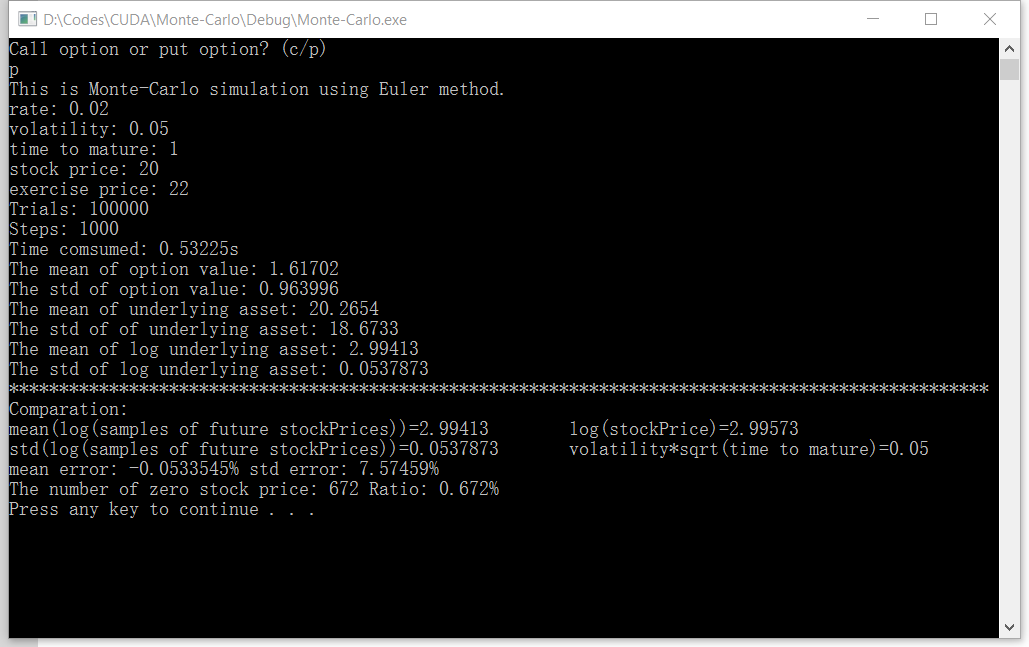 D:\Codes\CUDA\Monte-Carlo\Debug\Monte-Carlo.exe
Call option or put option? (c/p)
p
This is Monte-Carlo simulation using Euler method.
rate: 0.02
volatility: 0.05
time to mature: 1
stock price: 20
exercise price: 22
Trials: 100000
Steps: 1000
Time comsumed: 0.53225s
The mean of option value: 1.61702
The std of option value: 0.963996
The mean of underlying asset: 20.2654
The std of of underlying asset: 18.6733
The mean of log underlying asset: 2.99413
The std of log underlying asset: 0.0537873
**************************************************************************************************
Comparation:
mean(log(samples of future stockPrices))=2.99413        log(stockPrice)=2.99573
std(log(samples of future stockPrices))=0.0537873       volatility*sqrt(time to mature)=0.05
mean error: -0.0533545% std error: 7.57459%
The number of zero stock price: 672 Ratio: 0.672%
Press any key to continue . . .